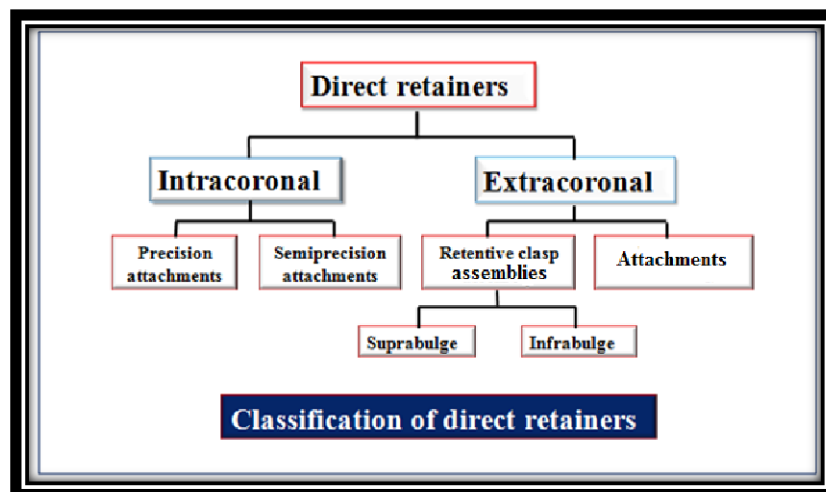 Direct retainers
Intracoronal
Extracoronal
Precision
attachments
Semiprecision
attachments
Retentive clasp
assemblies
Attachments
Suprabulge
Infrabulge
Classification of direct retainers